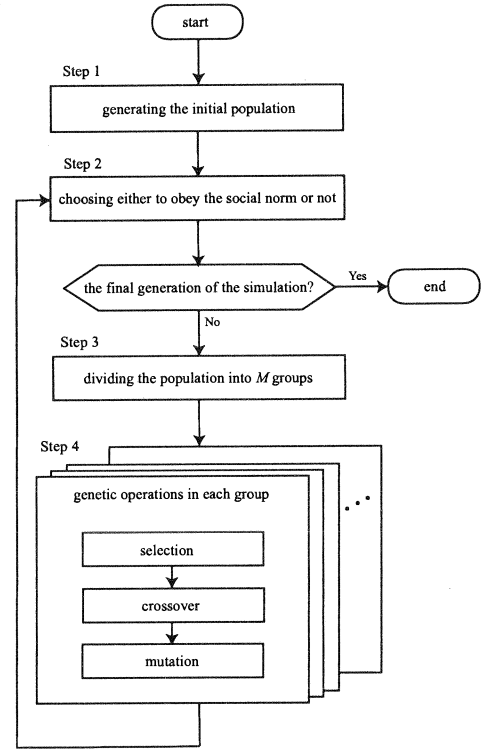 start
Step 1
generating the initial population
Step 2
choosing either to obey the social norm or not
the final generation of the simulation?
Yes
end
No
Step 3
dividing the population into M groups
Step 4
genetic operations in each group
selection
crossover
mutation